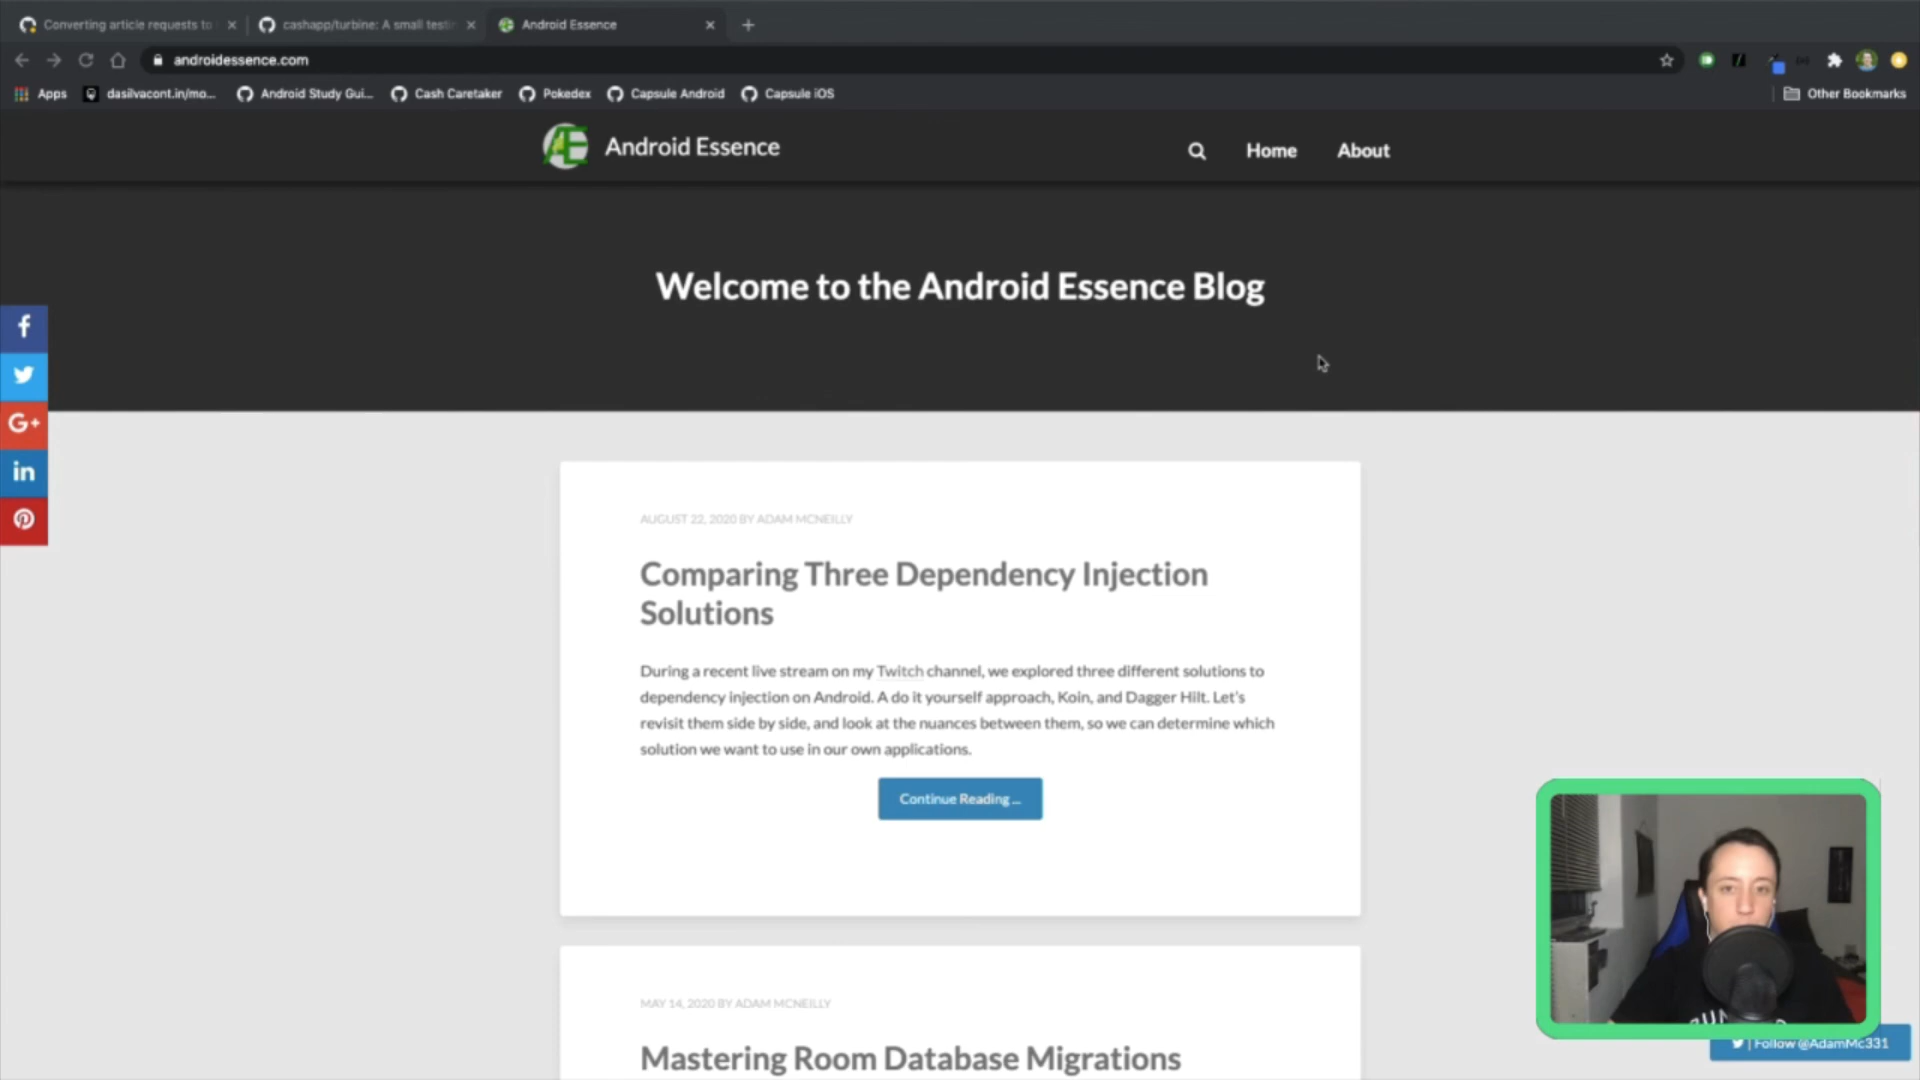 Converting article requests to
cashapp/turbine: A small testin
Android Essence
androidessence.com
Apps
dasilvacont.in/mo...
Android Study Gui...
Cash Caretaker
Pokedex
Capsule Android
Capsule iOS
Other Bookmarks
Android Essence
Home
About
Welcome to the Android Essence Blog
f
G+
in
AUGUST 22, 2020 BY ADAM MCNEILLY
Comparing Three Dependency Injection
Solutions
During a recent live stream on my Twitch channel, we explored three different solutions to
dependency injection on Android. A do it yourself approach, Koin, and Dagger Hilt. Let's
revisit them side by side, and look at the nuances between them, so we can determine which
solution we want to use in our own applications.
Continue Reading ...
MAY 14, 2020 BY ADAM MCNEILLY
Mastering Room Database Migrations
| Follow @AdamMc331